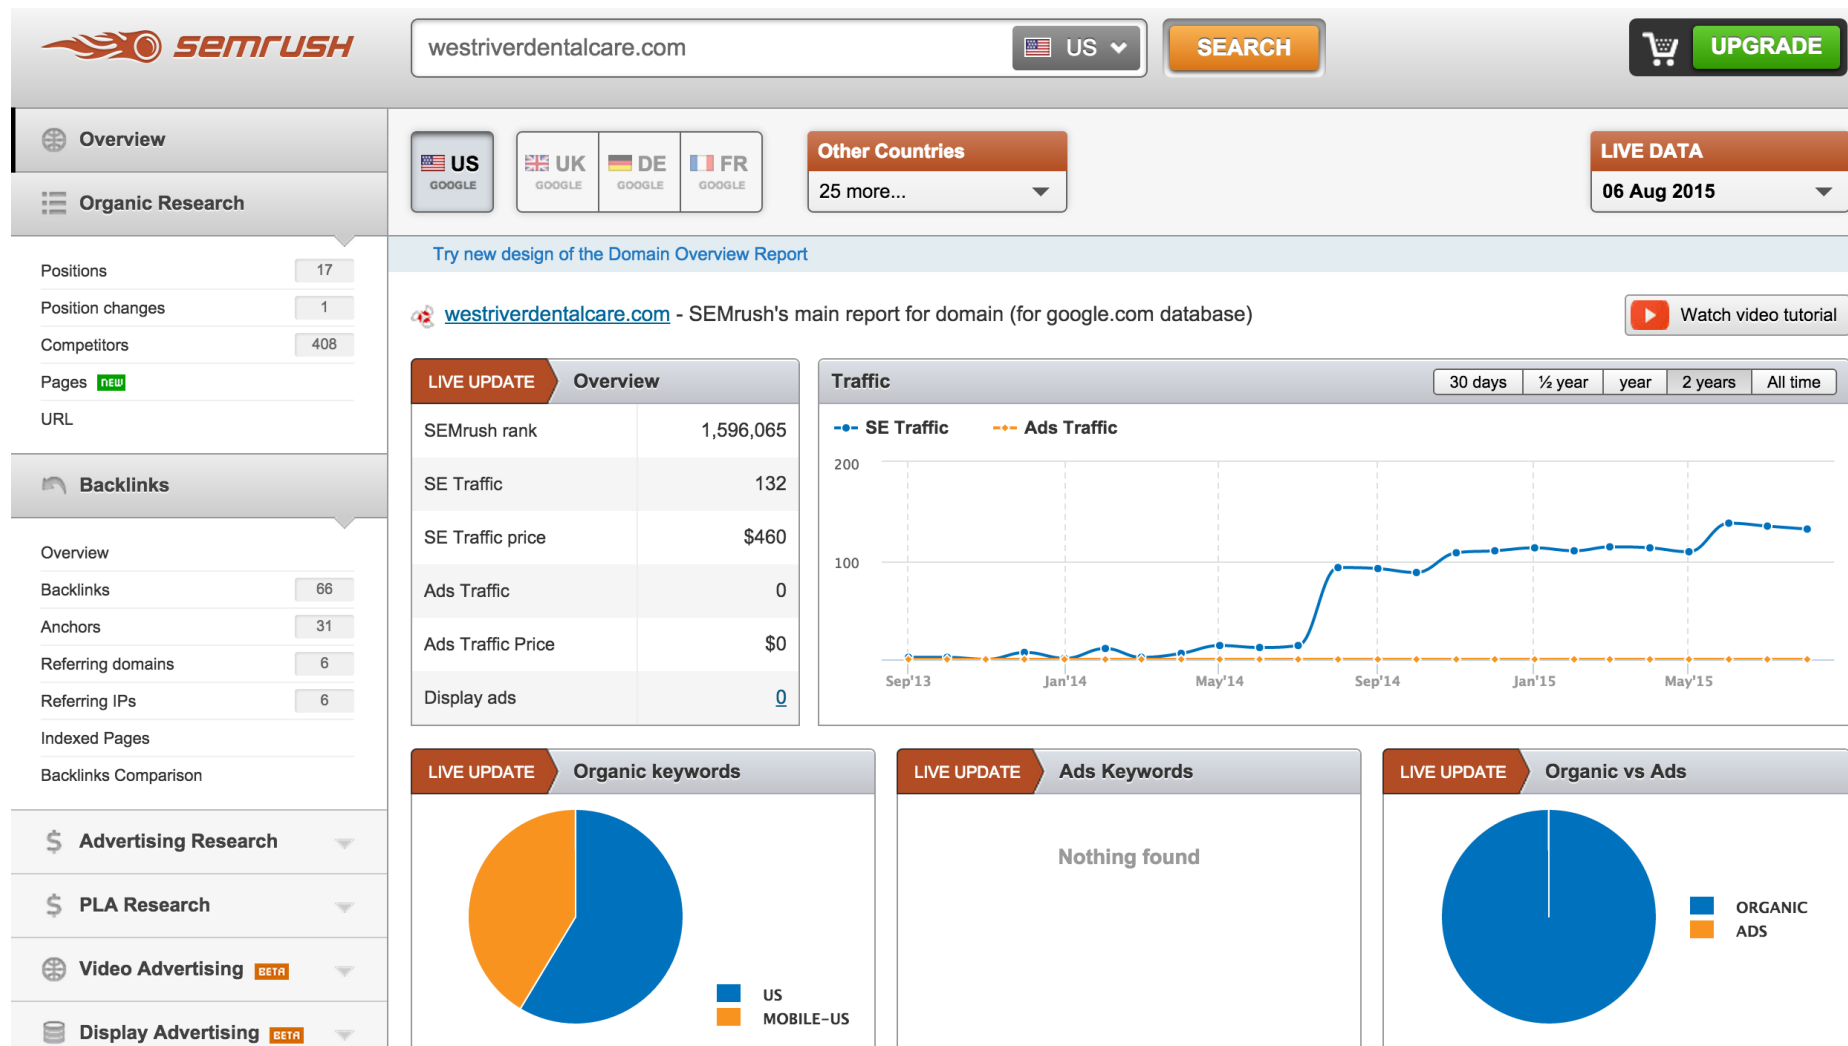 semrush
westriverdentalcare.com
US
SEARCH
UPGRADE
Overview
Organic Research
Positions 17
Position changes 1
Competitors 408
Pages new
URL
Backlinks
Overview
Backlinks 66
Anchors 31
Referring domains 6
Referring IPs 6
Indexed Pages
Backlinks Comparison
Advertising Research
PLA Research
Video Advertising BETA
Display Advertising BETA
US GOOGLE
UK GOOGLE
DE GOOGLE
FR GOOGLE
Other Countries
25 more...
LIVE DATA
06 Aug 2015
Try new design of the Domain Overview Report
westriverdentalcare.com - SEMrush's main report for domain (for google.com database)
Watch video tutorial
LIVE UPDATE Overview
SEMrush rank 1,596,065
SE Traffic 132
SE Traffic price $460
Ads Traffic 0
Ads Traffic Price $0
Display ads 0
Traffic
30 days ½ year year 2 years All time
SE Traffic Ads Traffic
200
100
Sep'13 Jan'14 May'14 Sep'14 Jan'15 May'15
LIVE UPDATE Organic keywords
US
MOBILE-US
LIVE UPDATE Ads Keywords
Nothing found
LIVE UPDATE Organic vs Ads
ORGANIC
ADS